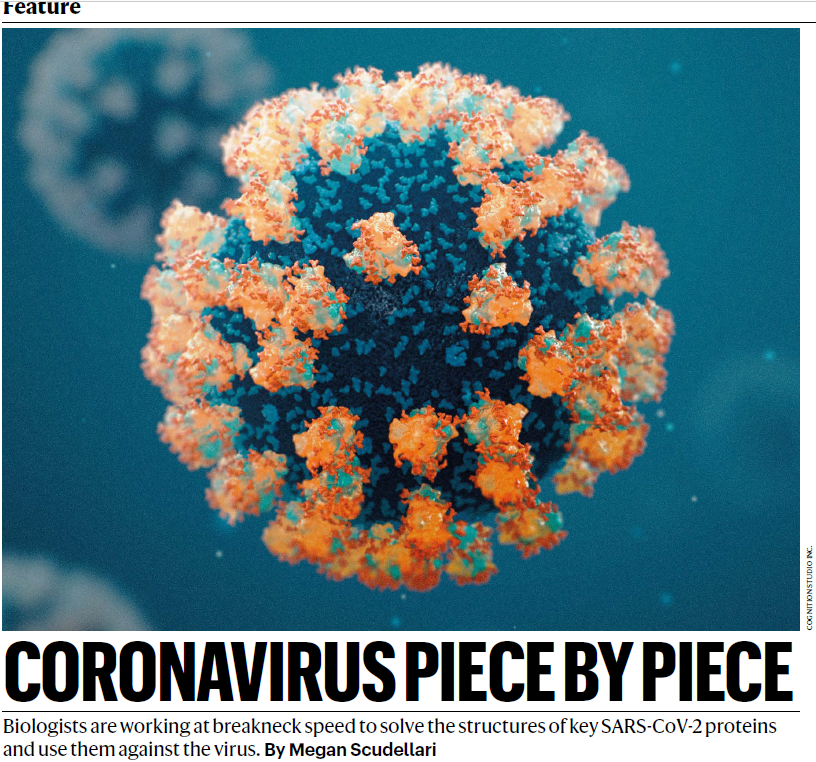 Feature
COGNITIONSTUDIO INC.
CORONAVIRUS PIECE BY PIECE
Biologists are working at breakneck speed to solve the structures of key SARS-CoV-2 proteins
and use them against the virus. By Megan Scudellari